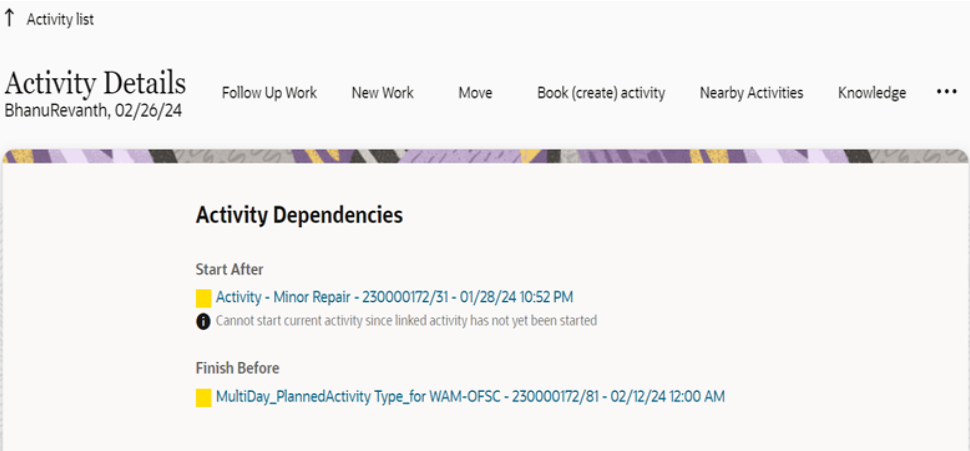 Activity list
Activity Details
BhanuRevanth, 02/26/24
Follow Up Work New Work Move Book (create) activity Nearby Activities Knowledge
Activity Dependencies
Start After
Activity - Minor Repair - 230000172/31 - 01/28/24 10:52 PM
Cannot start current activity since linked activity has not yet been started
Finish Before
MultiDay_PlannedActivity Type_for WAM-OFSC - 230000172/81 - 02/12/24 12:00 AM